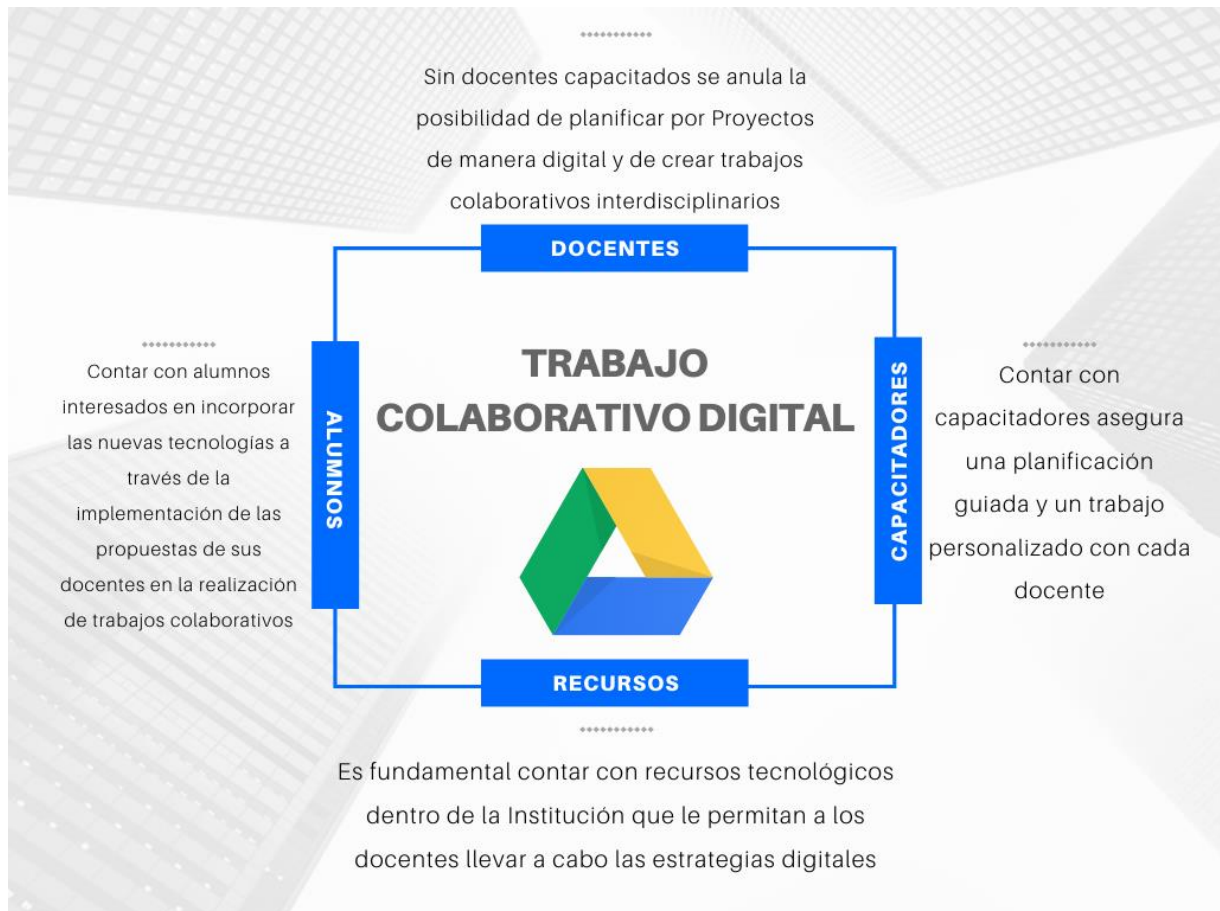 Sin docentes capacitados se anula la
posibilidad de planificar por Proyectos
de manera digital y de crear trabajos
colaborativos interdisciplinarios
DOCENTES
TRABAJO
COLABORATIVO DIGITAL
ALUMNOS
Contar con alumnos
interesados en incorporar
las nuevas tecnologías a
través de la
implementación de las
propuestas de sus
docentes en la realización
de trabajos colaborativos
CAPACITADORES
Contar con
capacitadores asegura
una planificación
guiada y un trabajo
personalizado con cada
docente
RECURSOS
Es fundamental contar con recursos tecnológicos
dentro de la Institución que le permitan a los
docentes llevar a cabo las estrategias digitales